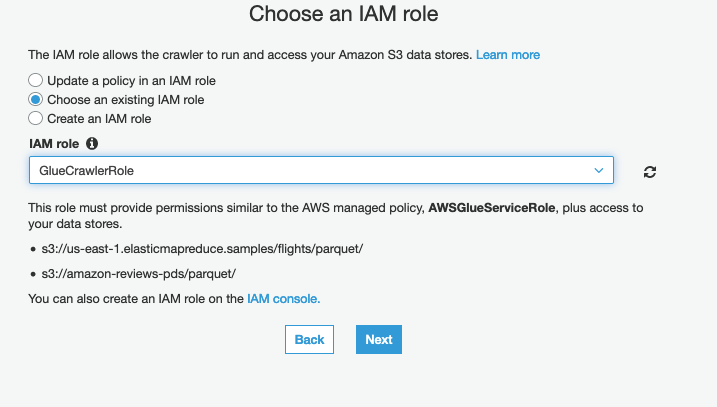 Choose an IAM role
The IAM role allows the crawler to run and access your Amazon S3 data stores. Learn more
Update a policy in an IAM role
Choose an existing IAM role
Create an IAM role
IAM role
GlueCrawlerRole
This role must provide permissions similar to the AWS managed policy, AWSGlueServiceRole, plus access to
your data stores.
• s3://us-east-1.elasticmapreduce.samples/flights/parquet/
• s3://amazon-reviews-pds/parquet/
You can also create an IAM role on the IAM console.
Back Next